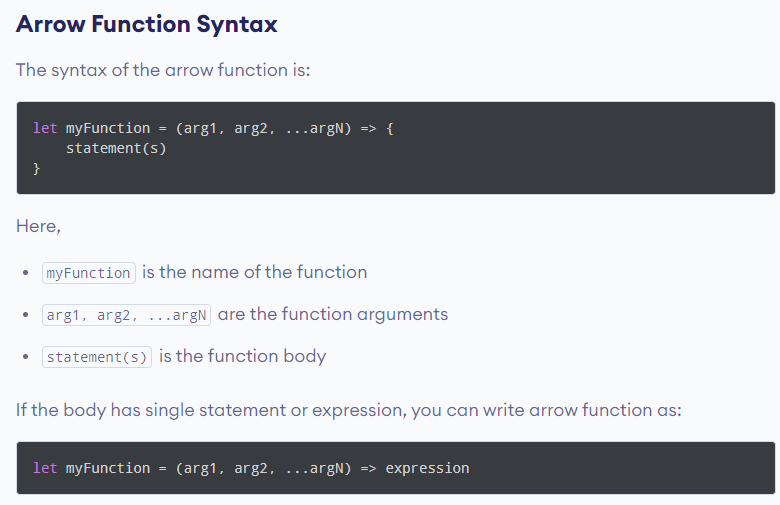 Arrow Function Syntax
The syntax of the arrow function is:
let myFunction = (arg1, arg2, ...argN) => {
    statement(s)
}
Here,
• myFunction is the name of the function
• arg1, arg2, ...argN are the function arguments
• statement(s) is the function body
If the body has single statement or expression, you can write arrow function as:
let myFunction = (arg1, arg2, ...argN) => expression